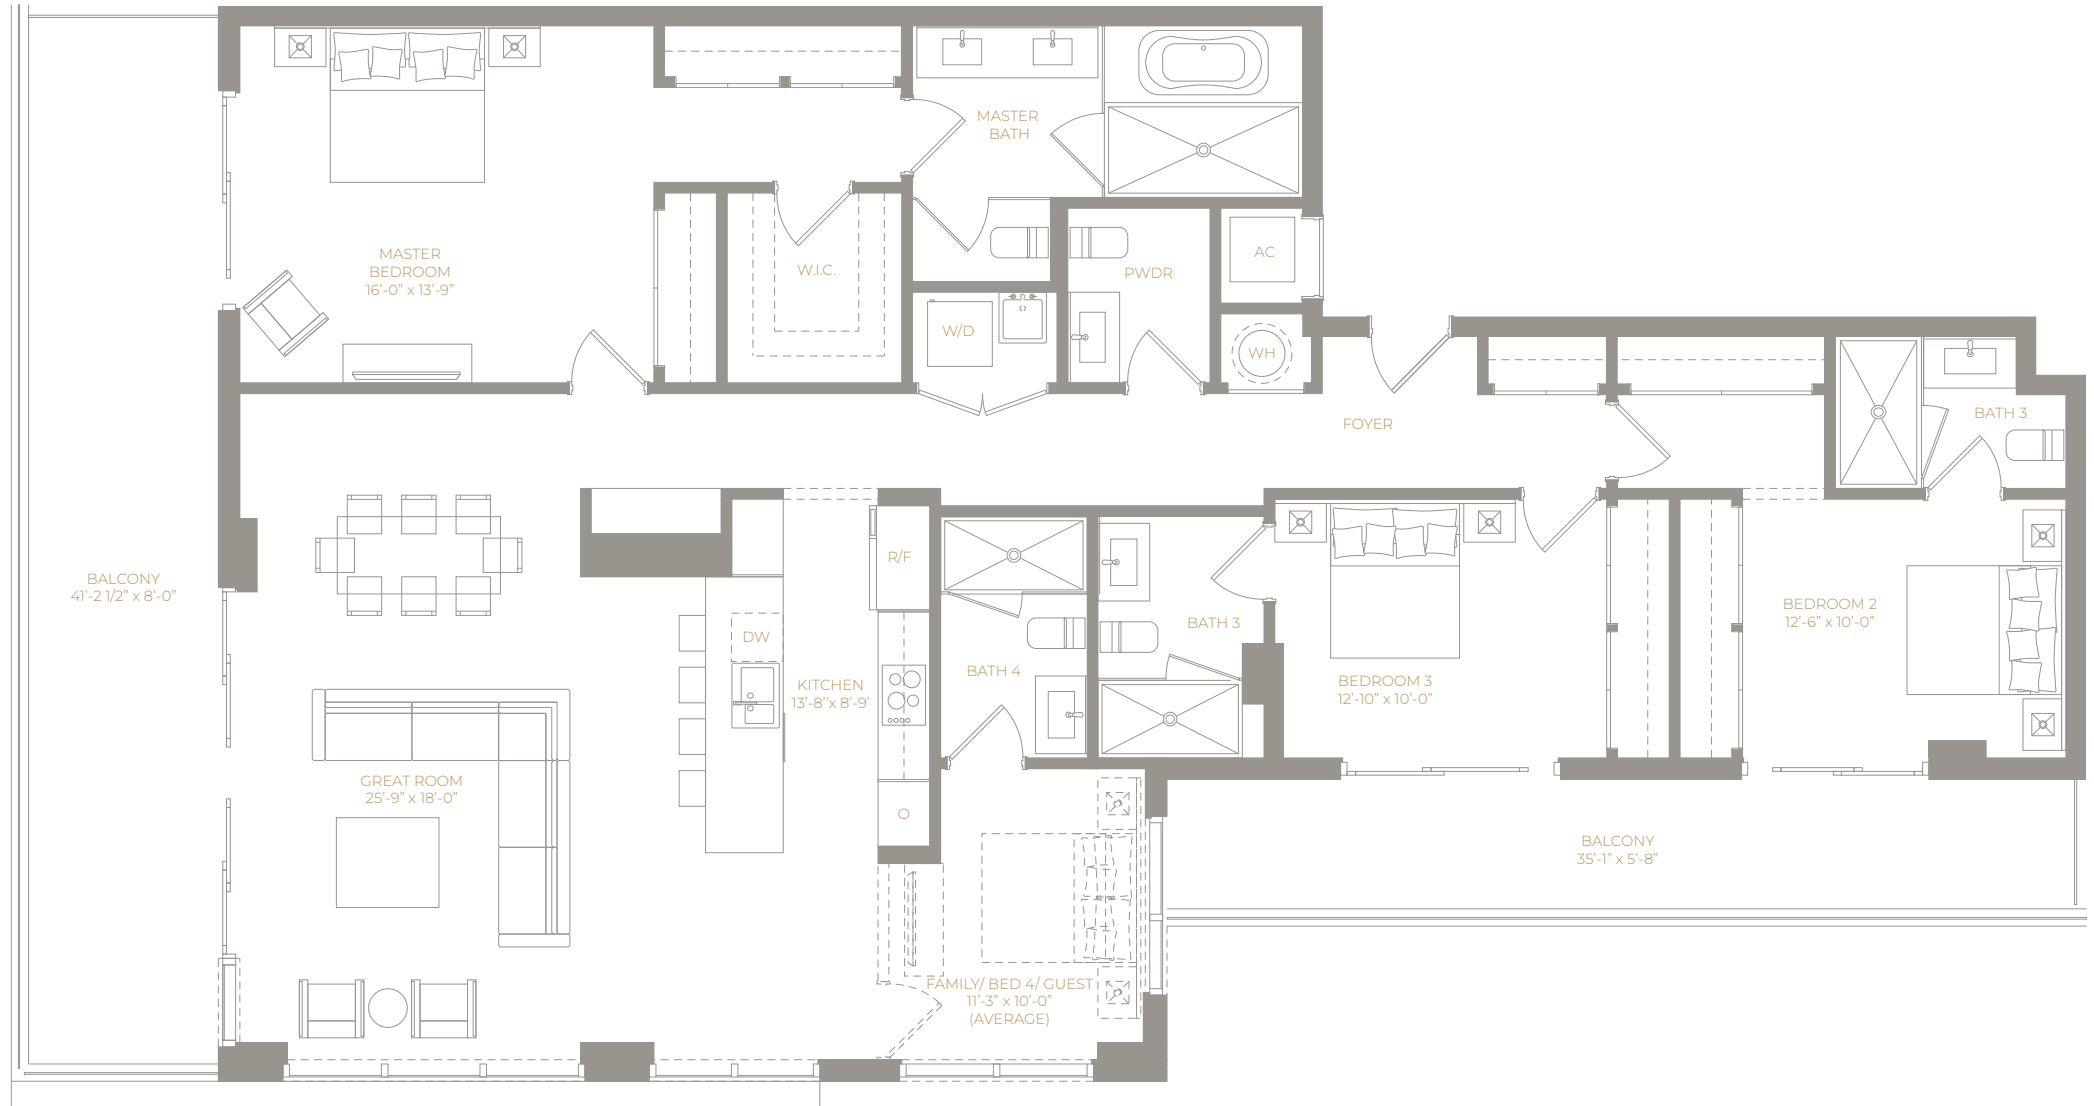 MASTER
BATH
MASTER
BEDROOM
16'-0” x 13'-9”
W.I.C.
PWDR
AC
W/D
WH
FOYER
BATH 3
BALCONY
41'-2 1/2” x 8'-0”
R/F
DW
KITCHEN
13'-8'’x 8'-9'
BATH 4
BATH 3
BEDROOM 3
12'-10” x 10'-0”
BEDROOM 2
12'-6” x 10'-0”
GREAT ROOM
25'-9” x 18'-0”
O
BALCONY
35'-1” x 5'-8”
FAMILY/ BED 4/ GUEST
11'-3” x 10'-0”
(AVERAGE)